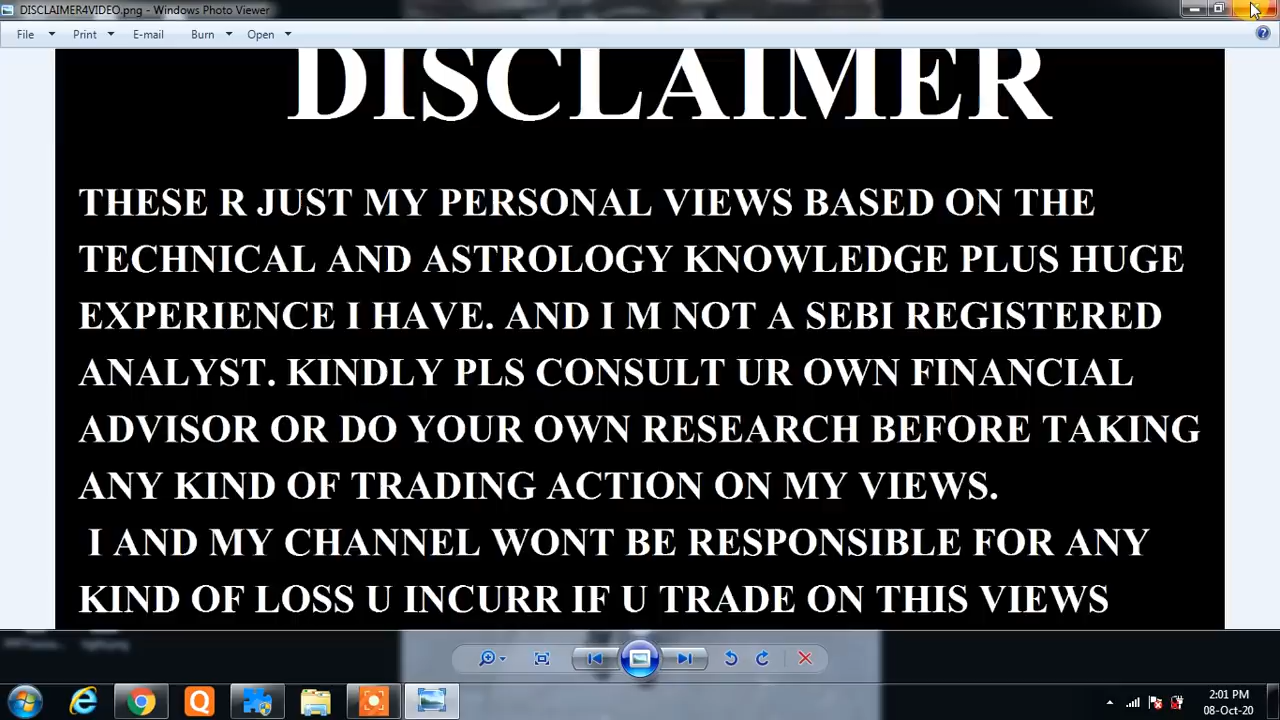 DISCLAIMER4VIDEO.png - Windows Photo Viewer
File Print E-mail Burn Open
DISCLAIMER
THESE R JUST MY PERSONAL VIEWS BASED ON THE
TECHNICAL AND ASTROLOGY KNOWLEDGE PLUS HUGE
EXPERIENCE I HAVE. AND I M NOT A SEBI REGISTERED
ANALYST. KINDLY PLS CONSULT UR OWN FINANCIAL
ADVISOR OR DO YOUR OWN RESEARCH BEFORE TAKING
ANY KIND OF TRADING ACTION ON MY VIEWS.
I AND MY CHANNEL WONT BE RESPONSIBLE FOR ANY
KIND OF LOSS U INCURR IF U TRADE ON THIS VIEWS
2:01 PM
08-Oct-20